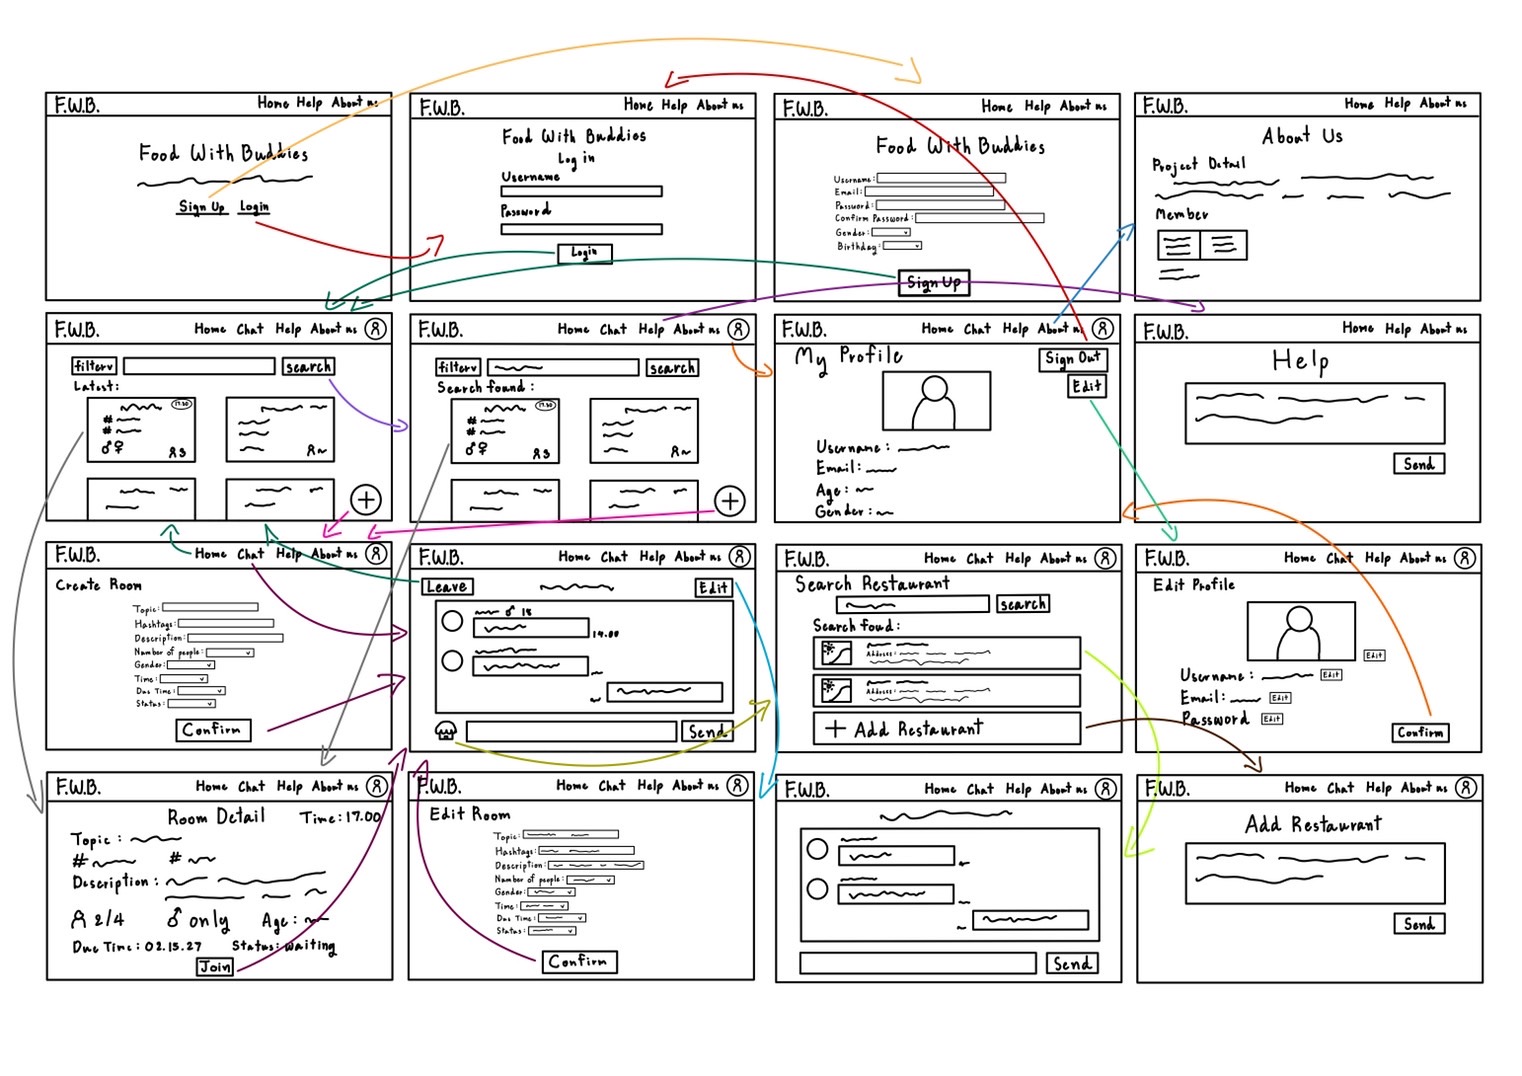 F.W.B. Home Help About us
Food With Buddies
Sign Up Login
F.W.B. Home Help About us
Food With Buddies
Log in
Username
Password
Login
F.W.B. Home Help About us
Food With Buddies
Username:
Email:
Password:
Confirm Password:
Gender:
Birthday:
Sign Up
F.W.B. Home Help About us
About Us
Project Detail
Member
F.W.B. Home Chat Help About us
filter search
Latest:
17.30
#
#
♂♀
3
F.W.B. Home Chat Help About us
filter search
Search found:
17.30
#
#
♂♀
3
F.W.B. Home Chat Help About us
My Profile Sign Out
Edit
Username:
Email:
Age:
Gender:
F.W.B. Home Help About us
Help
Send
F.W.B. Home Chat Help About us
Create Room
Topic:
Hashtags:
Description:
Number of people:
Gender:
Time:
Due Time:
Status:
Confirm
F.W.B. Home Chat Help About us
Leave Edit
♂ 18
14.00
Send
F.W.B. Home Chat Help About us
Search Restaurant
search
Search foud:
Address:
Address:
+ Add Restaurant
F.W.B. Home Chat Help About us
Edit Profile
Edit
Username: Edit
Email: Edit
Password Edit
Confirm
F.W.B. Home Chat Help About us
Room Detail Time:17.00
Topic:
# #
Description:
2/4 ♂ only Age:
Due Time: 02.15.27 Status: waiting
Join
F.W.B. Home Chat Help About us
Edit Room
Topic:
Hashtags:
Description:
Number of people:
Gender:
Time:
Due Time:
Status:
Confirm
F.W.B. Home Chat Help About us
Send
F.W.B. Home Chat Help About us
Add Restaurant
Send